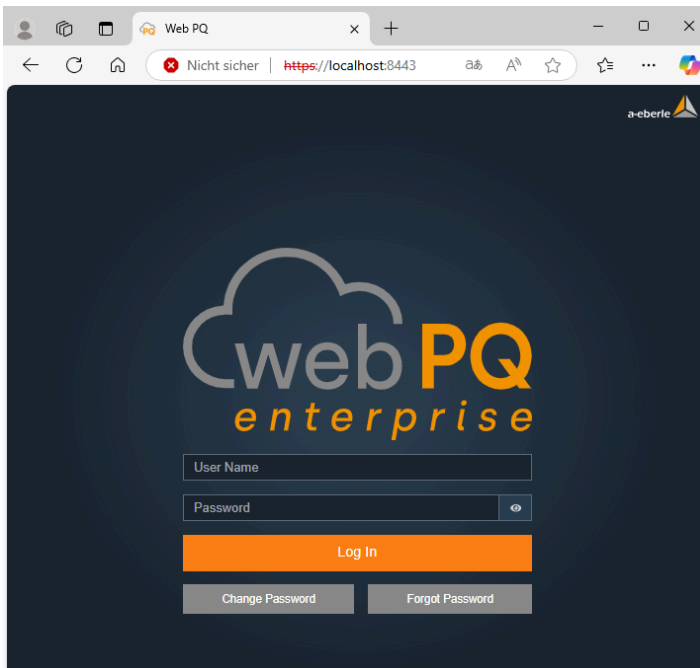 Web PQ
Nicht sicher https://localhost:8443
a-eberle
web PQ
enterprise
User Name
Password
Log In
Change Password Forgot Password